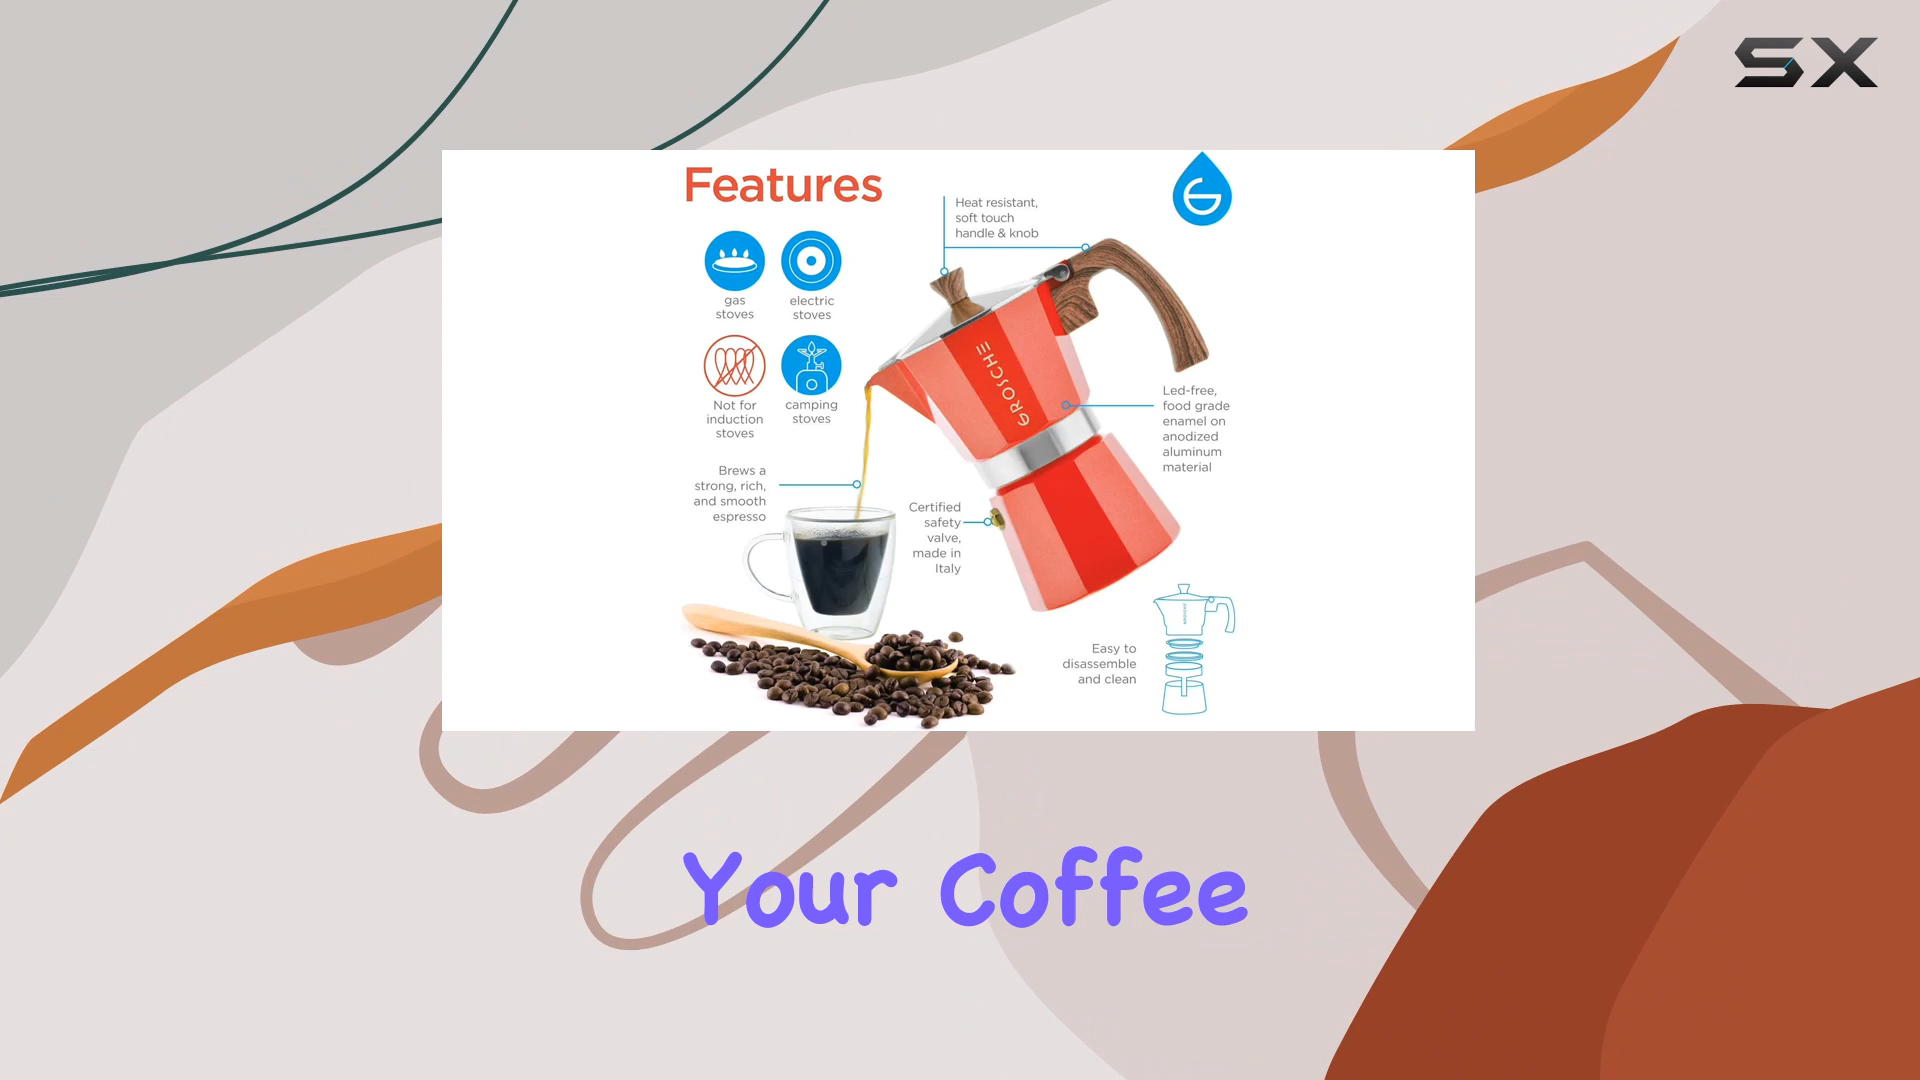 SX
Features
Heat resistant,
soft touch
handle & knob
gas
stoves
electric
stoves
Not for
induction
stoves
camping
stoves
GROSCHE
Led-free,
food grade
enamel on
anodized
aluminum
material
Brews a
strong, rich,
and smooth
espresso
Certified
safety
valve,
made in
Italy
Easy to
disassemble
and clean
Your Coffee